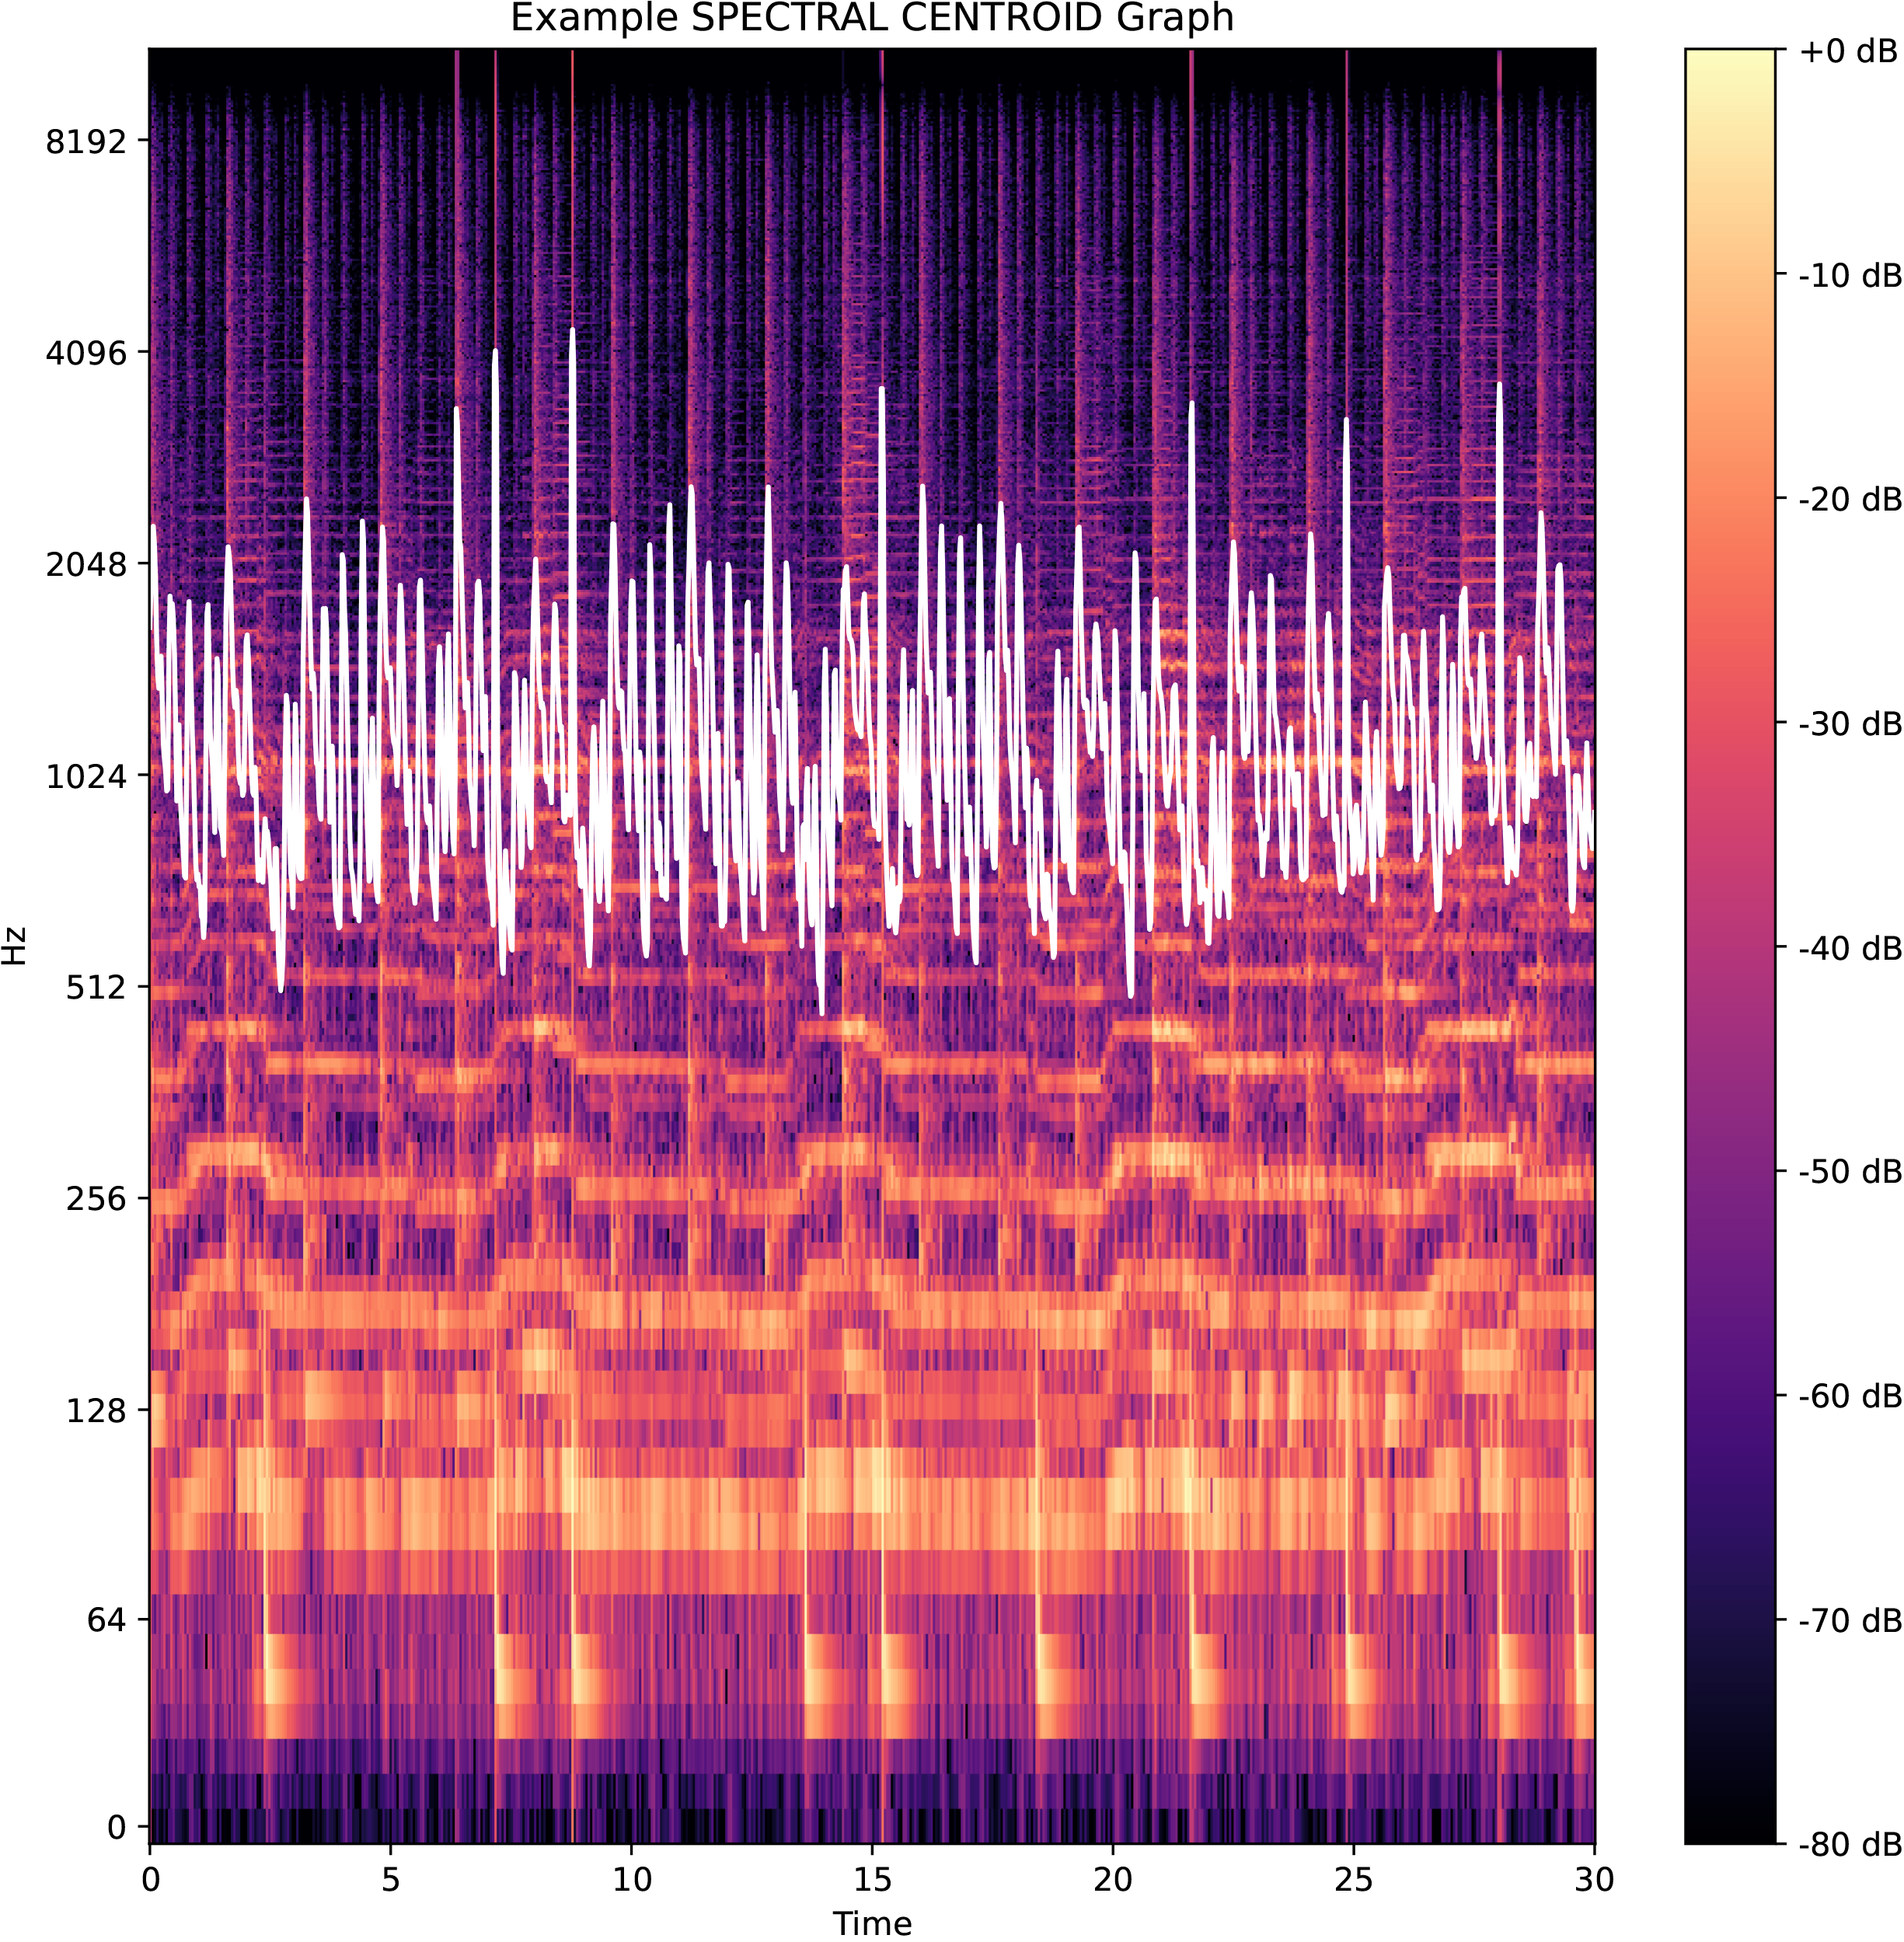 Example SPECTRAL CENTROID Graph
Hz
8192
4096
2048
1024
512
256
128
64
0
0 5 10 15 20 25 30
Time
+0 dB
-10 dB
-20 dB
-30 dB
-40 dB
-50 dB
-60 dB
-70 dB
-80 dB